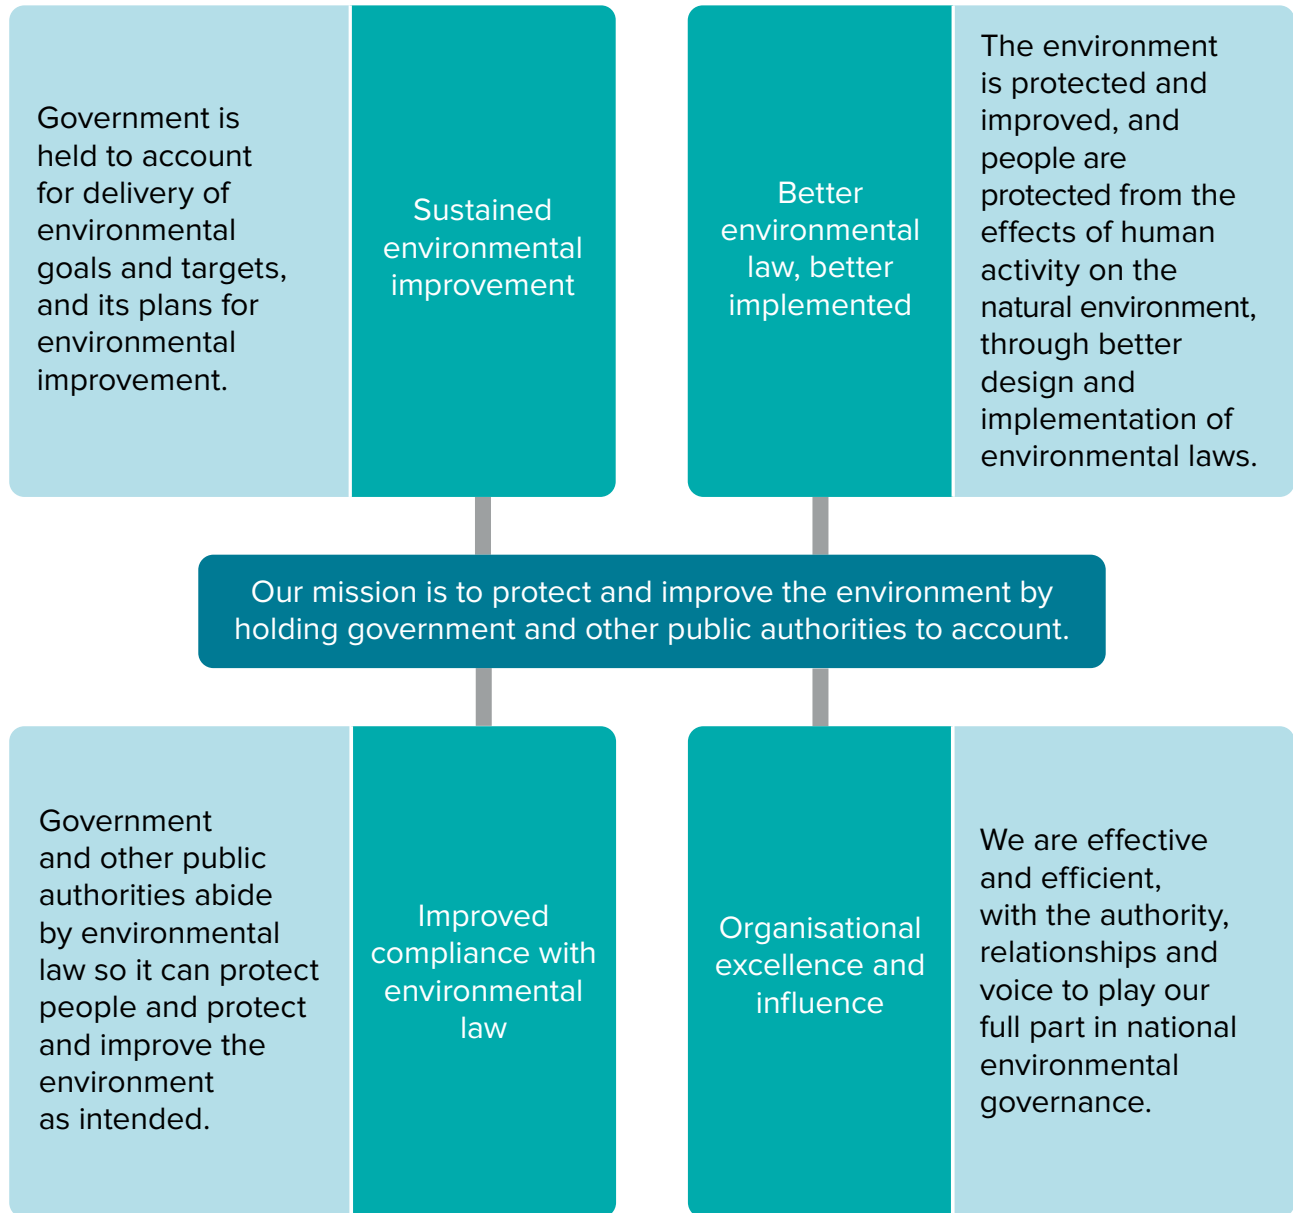 Government is
held to account
for delivery of
environmental
goals and targets,
and its plans for
environmental
improvement.
Sustained
environmental
improvement
Better
environmental
law, better
implemented
The environment
is protected and
improved, and
people are
protected from the
effects of human
activity on the
natural environment,
through better
design and
implementation of
environmental laws.
Our mission is to protect and improve the environment by
holding government and other public authorities to account.
Government
and other public
authorities abide
by environmental
law so it can protect
people and protect
and improve the
environment
as intended.
Improved
compliance with
environmental
law
Organisational
excellence and
influence
We are effective
and efficient,
with the authority,
relationships and
voice to play our
full part in national
environmental
governance.